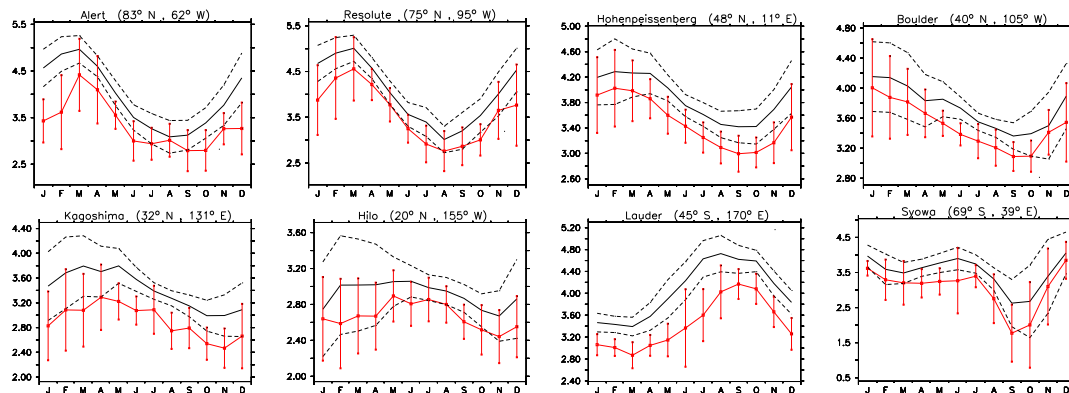 Alert (83° N , 62° W)
5.5
4.5
3.5
2.5
J F M A M J J A S O N D
Resolute (75° N , 95° W)
5.5
4.5
3.5
2.5
J F M A M J J A S O N D
Hohenpeissenberg (48° N , 11° E)
5.00
4.60
4.20
3.80
3.40
3.00
2.60
J F M A M J J A S O N D
Boulder (40° N , 105° W)
4.80
4.40
4.00
3.60
3.20
2.80
J F M A M J J A S O N D
Kagoshima (32° N , 131° E)
4.40
4.00
3.60
3.20
2.80
2.40
2.00
J F M A M J J A S O N D
Hilo (20° N , 155° W)
3.60
3.20
2.80
2.40
2.00
J F M A M J J A S O N D
Lauder (45° S , 170° E)
5.20
4.80
4.40
4.00
3.60
3.20
2.80
2.40
J F M A M J J A S O N D
Syowa (69° S , 39° E)
4.5
3.5
2.5
1.5
0.5
J F M A M J J A S O N D